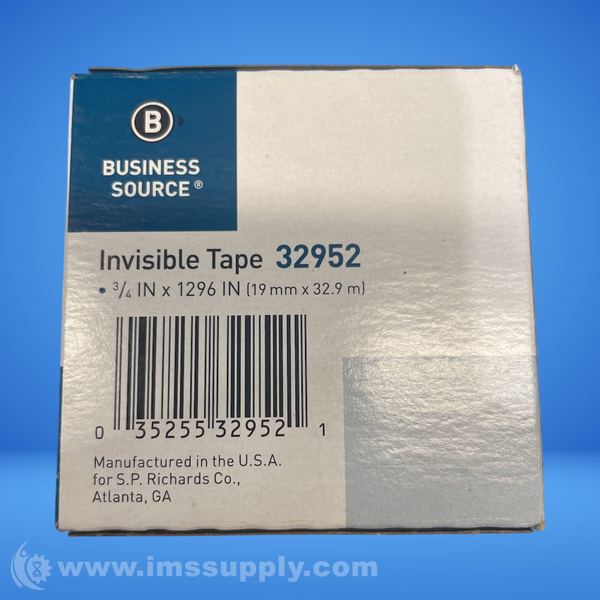 B
BUSINESS
SOURCE®
Invisible Tape 32952
• 3/4 IN x 1296 IN (19 mm x 32.9 m)
0 35255 32952 1
Manufactured in the U.S.A.
for S.P. Richards Co.,
Atlanta, GA
www.imssupply.com